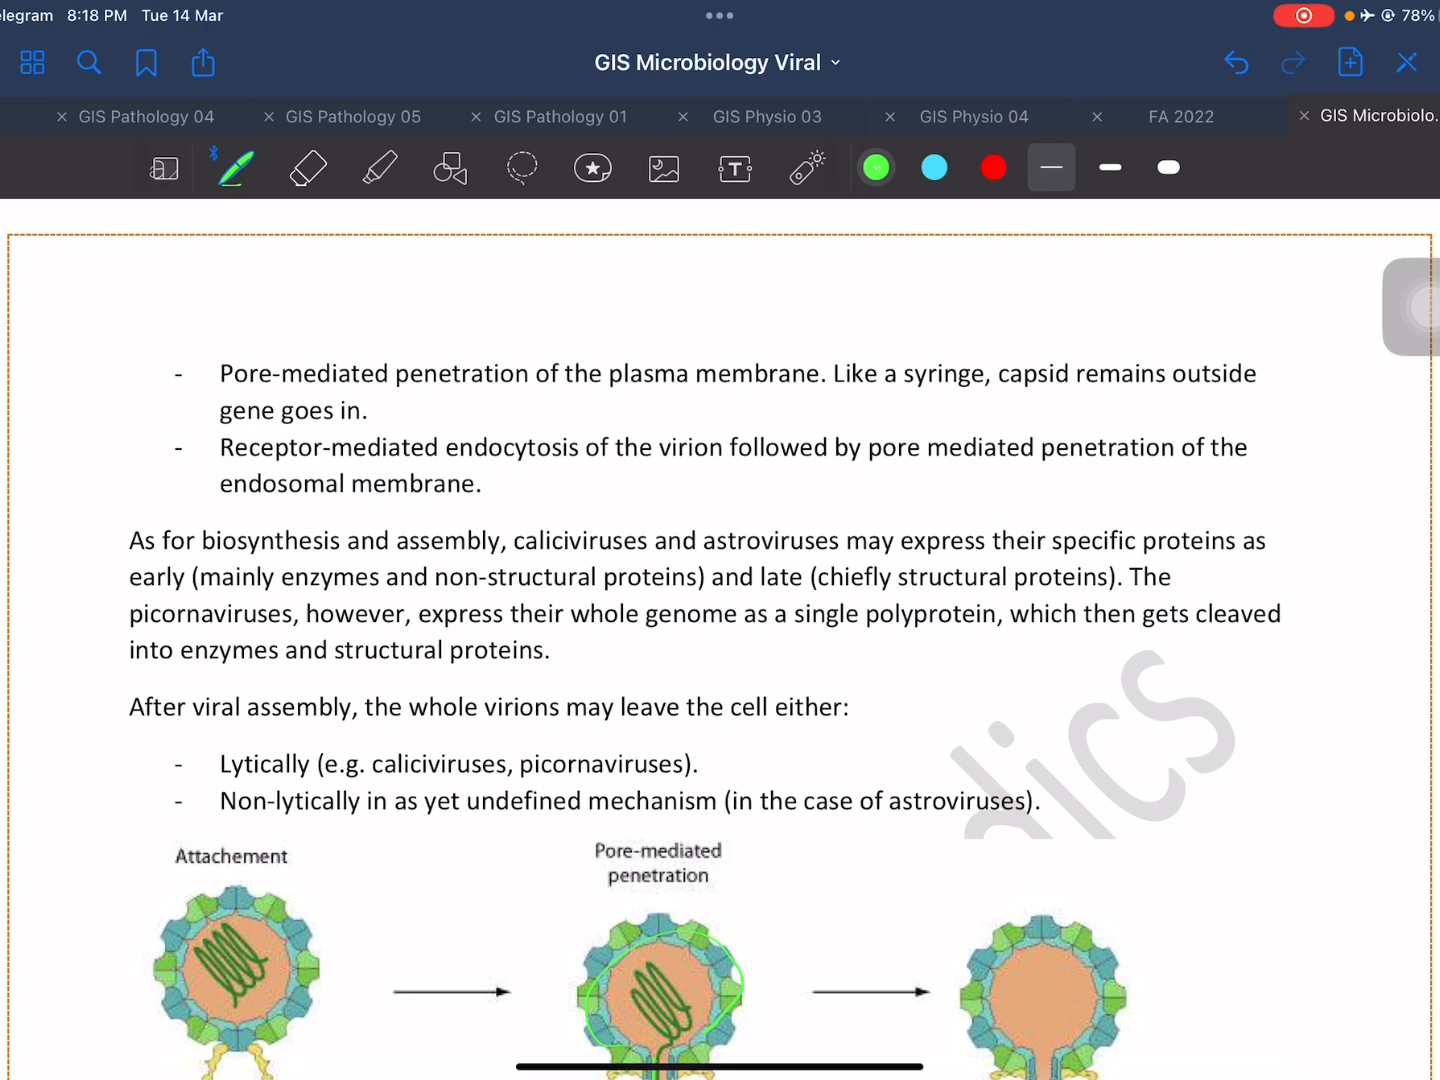 elegram 8:18 PM Tue 14 Mar 78%
GIS Microbiology Viral
GIS Pathology 04 GIS Pathology 05 GIS Pathology 01 GIS Physio 03 GIS Physio 04 FA 2022 GIS Microbiolo.
- Pore-mediated penetration of the plasma membrane. Like a syringe, capsid remains outside
gene goes in.
- Receptor-mediated endocytosis of the virion followed by pore mediated penetration of the
endosomal membrane.
As for biosynthesis and assembly, caliciviruses and astroviruses may express their specific proteins as
early (mainly enzymes and non-structural proteins) and late (chiefly structural proteins). The
picornaviruses, however, express their whole genome as a single polyprotein, which then gets cleaved
into enzymes and structural proteins.
After viral assembly, the whole virions may leave the cell either:
- Lytically (e.g. caliciviruses, picornaviruses).
- Non-lytically in as yet undefined mechanism (in the case of astroviruses).
dics
Attachement
Pore-mediated
penetration